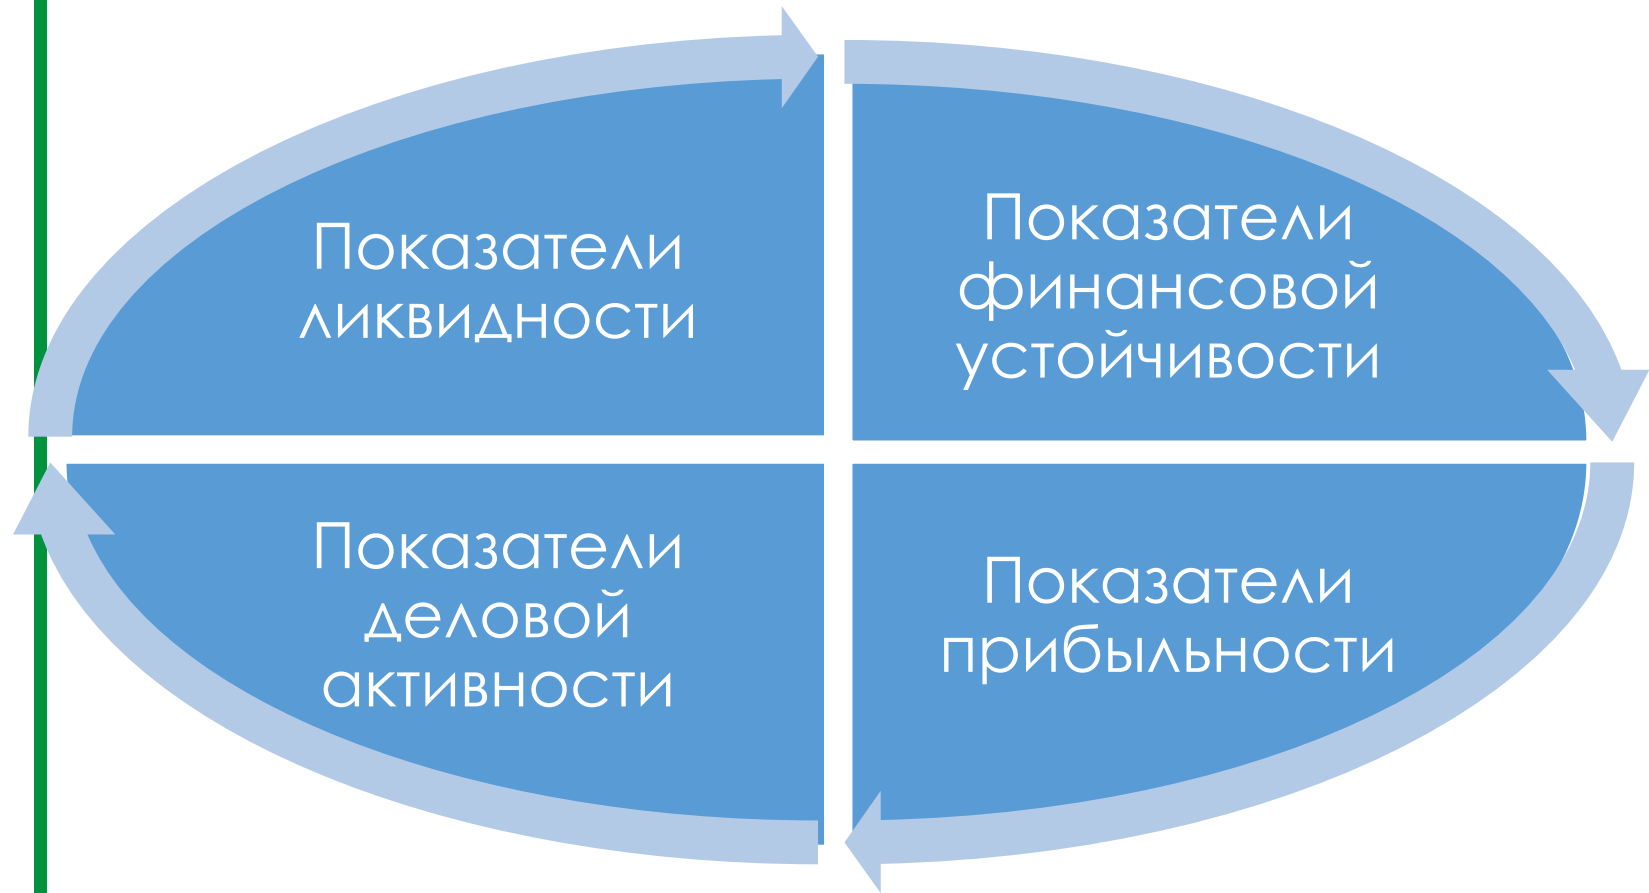 Показатели
ликвидности
Показатели
финансовой
устойчивости
Показатели
деловой
активности
Показатели
прибыльности